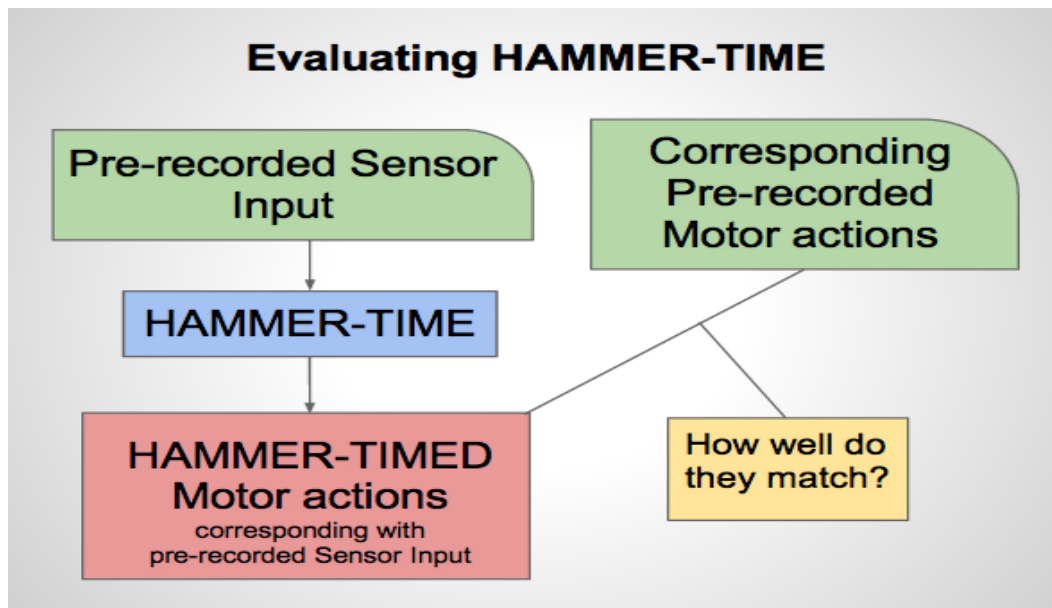 Evaluating HAMMER-TIME
Pre-recorded Sensor
Input
Corresponding
Pre-recorded
Motor actions
HAMMER-TIME
HAMMER-TIMED
Motor actions
corresponding with
pre-recorded Sensor Input
How well do
they match?